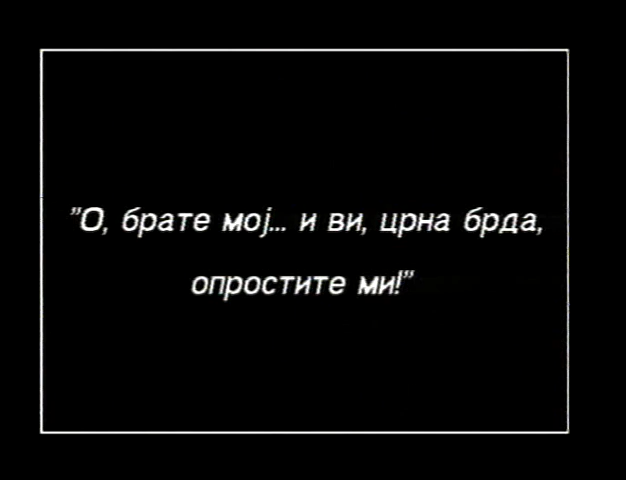 "О, брате мој... и ви, црна брда,
опростите ми!"